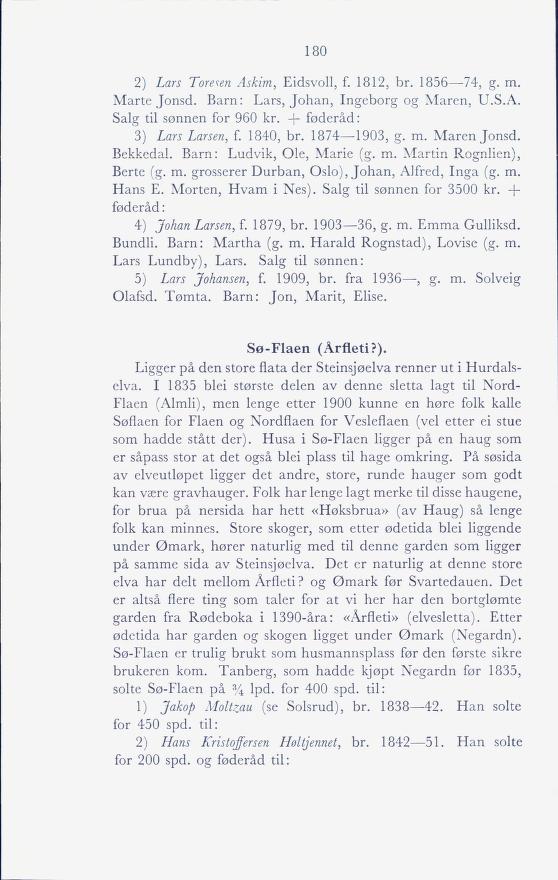 180
2) Lars Toresen Askim, Eidsvoll, f. 1812, br. 1856—74, g. m.
Marte Jonsd. Barn: Lars, Johan, Ingeborg og Maren, U.S.A.
Salg til sønnen for 960 kr. + føderåd:
3) Lars Larsen, f. 1840, br. 1874—1903, g. m. Maren Jonsd.
Bekkedal. Barn: Ludvik, Ole, Marie (g. m. Martin Rognlien),
Berte (g. m. grosserer Durban, Oslo), Johan, Alfred, Inga (g. m.
Hans E. Morten, Hvam i Nes). Salg til sønnen for 3500 kr. +
føderåd:
4) Johan Larsen, f. 1879, br. 1903—36, g. m. Emma Gulliksd.
Bundli. Barn: Martha (g. m. Harald Rognstad), Lovise (g. m.
Lars Lundby), Lars. Salg til sønnen:
5) Lars Johansen, f. 1909, br. fra 1936—, g. m. Solveig
Olafsd. Tømta. Barn: Jon, Marit, Elise.
Sø-Flaen (Årfleti?).
Ligger på den store flata der Steinsjøelva renner ut i Hurdals-
elva. I 1835 blei største delen av denne sletta lagt til Nord-
Flaen (Almli), men lenge etter 1900 kunne en høre folk kalle
Søflaen for Flaen og Nordflaen for Vesleflaen (vel etter ei stue
som hadde stått der). Husa i Sø-Flaen ligger på en haug som
er såpass stor at det også blei plass til hage omkring. På søsida
av elveutløpet ligger det andre, store, runde hauger som godt
kan være gravhauger. Folk har lenge lagt merke til disse haugene,
for brua på nersida har hett «Høksbrua» (av Haug) så lenge
folk kan minnes. Store skoger, som etter ødetida blei liggende
under Ømark, hører naturlig med til denne garden som ligger
på samme sida av Steinsjøelva. Det er naturlig at denne store
elva har delt mellom Årfleti? og Ømark før Svartedauen. Det
er altså flere ting som taler for at vi her har den bortglømte
garden fra Rødeboka i 1390-åra: «Årfleti» (elvesletta). Etter
ødetida har garden og skogen ligget under Ømark (Negardn).
Sø-Flaen er trulig brukt som husmannsplass før den første sikre
brukeren kom. Tanberg, som hadde kjøpt Negardn før 1835,
solte Sø-Flaen på ¾ lpd. for 400 spd. til:
1) Jakop Moltzau (se Solsrud), br. 1838—42. Han solte
for 450 spd. til:
2) Hans Kristoffersen Høltjennet, br. 1842—51. Han solte
for 200 spd. og føderåd til: